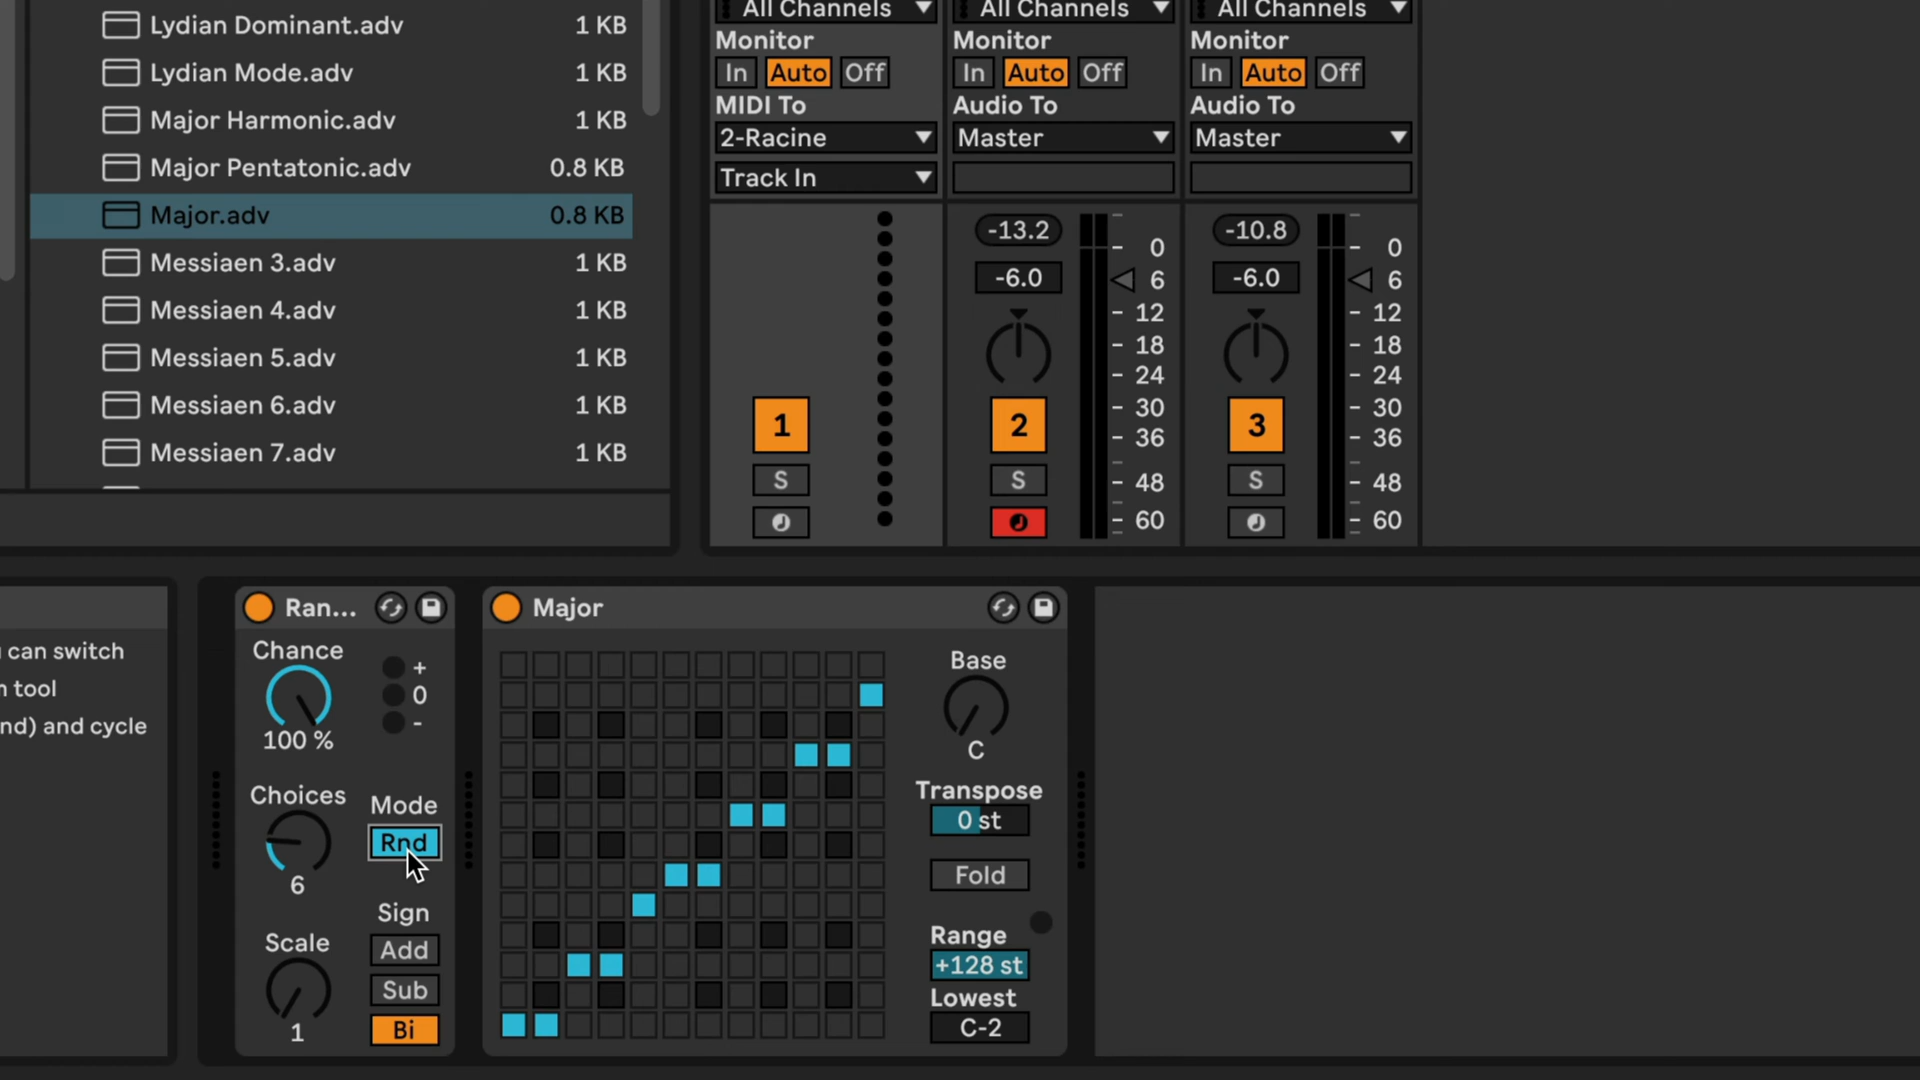 Lydian Dominant.adv 1 KB
Lydian Mode.adv 1 KB
Major Harmonic.adv 1 KB
Major Pentatonic.adv 0.8 KB
Major.adv 0.8 KB
Messiaen 3.adv 1 KB
Messiaen 4.adv 1 KB
Messiaen 5.adv 1 KB
Messiaen 6.adv 1 KB
Messiaen 7.adv 1 KB
All Channels All Channels All Channels
Monitor Monitor Monitor
In Auto Off In Auto Off In Auto Off
MIDI To Audio To Audio To
2-Racine Master Master
Track In
-13.2 -10.8
0 0
-6.0 6 -6.0 6
12 12
18 18
24 24
30 30
1 2 3
36 36
S S S
48 48
60 60
can switch
tool
nd) and cycle
Ran...
Chance
+
0
-
100 %
Choices
Mode
Rnd
6
Sign
Scale
Add
Sub
1
Bi
Major
Base
C
Transpose
0 st
Fold
Range
+128 st
Lowest
C-2